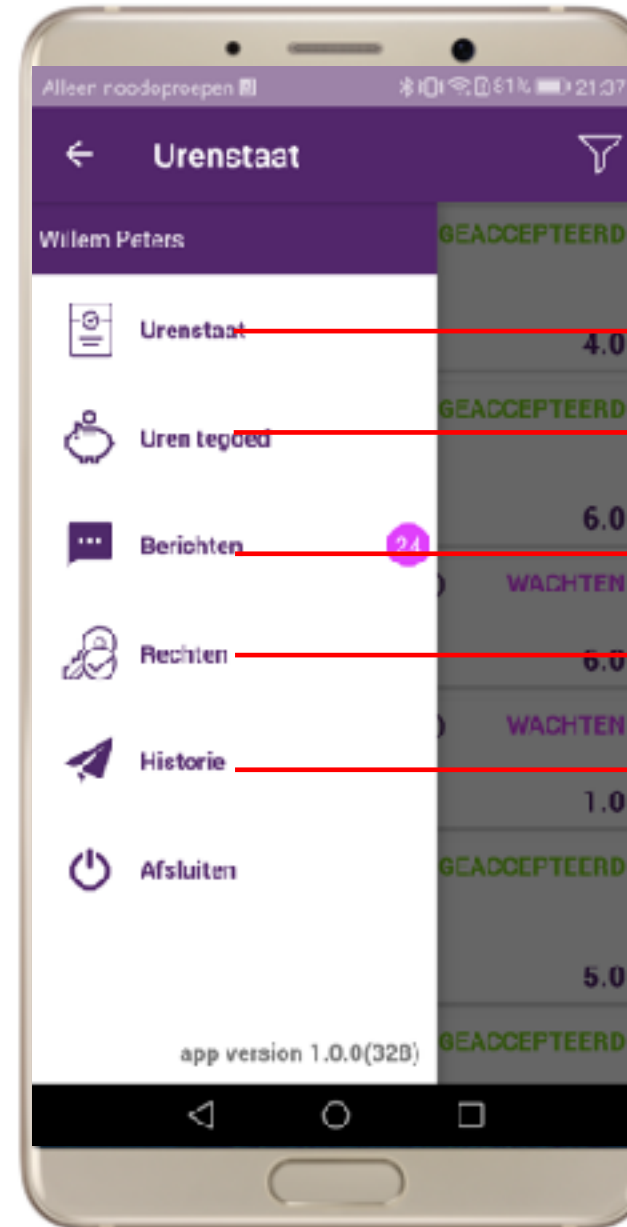 Alleen noodoproepen 81% 21:37
Urenstaat
Willem Peters
GEACCEPTEERD
Urenstaat
4.0
GEACCEPTEERD
Uren tegoed
6.0
Berichten 24
) WACHTEN
Rechten
6.0
) WACHTEN
Historie
1.0
Afsluiten
GEACCEPTEERD
5.0
app version 1.0.0(328)
GEACCEPTEERD